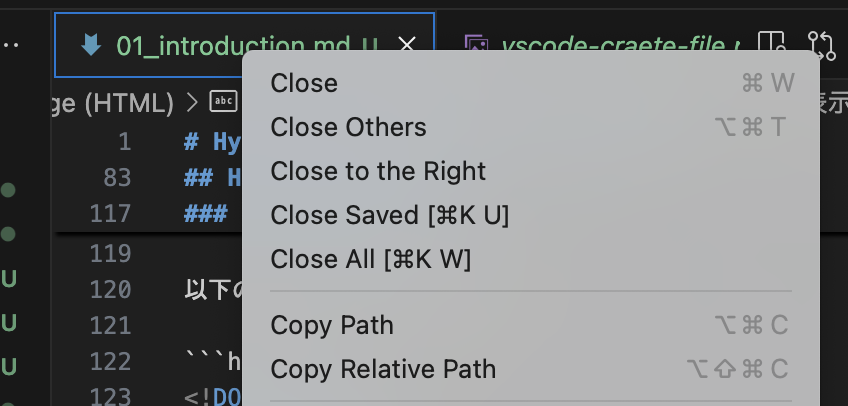 01_introduction.md U
vscode-craete-file.
ge (HTML) > abc
表示
1 # Hy
83 ## H
117 ###
119
120 以下の
121
122 ```h
123 <!DO
U
U
U
Close ⌘ W
Close Others ⌥ ⌘ T
Close to the Right
Close Saved [⌘K U]
Close All [⌘K W]
Copy Path ⌥ ⌘ C
Copy Relative Path ⌥ ⇧ ⌘ C